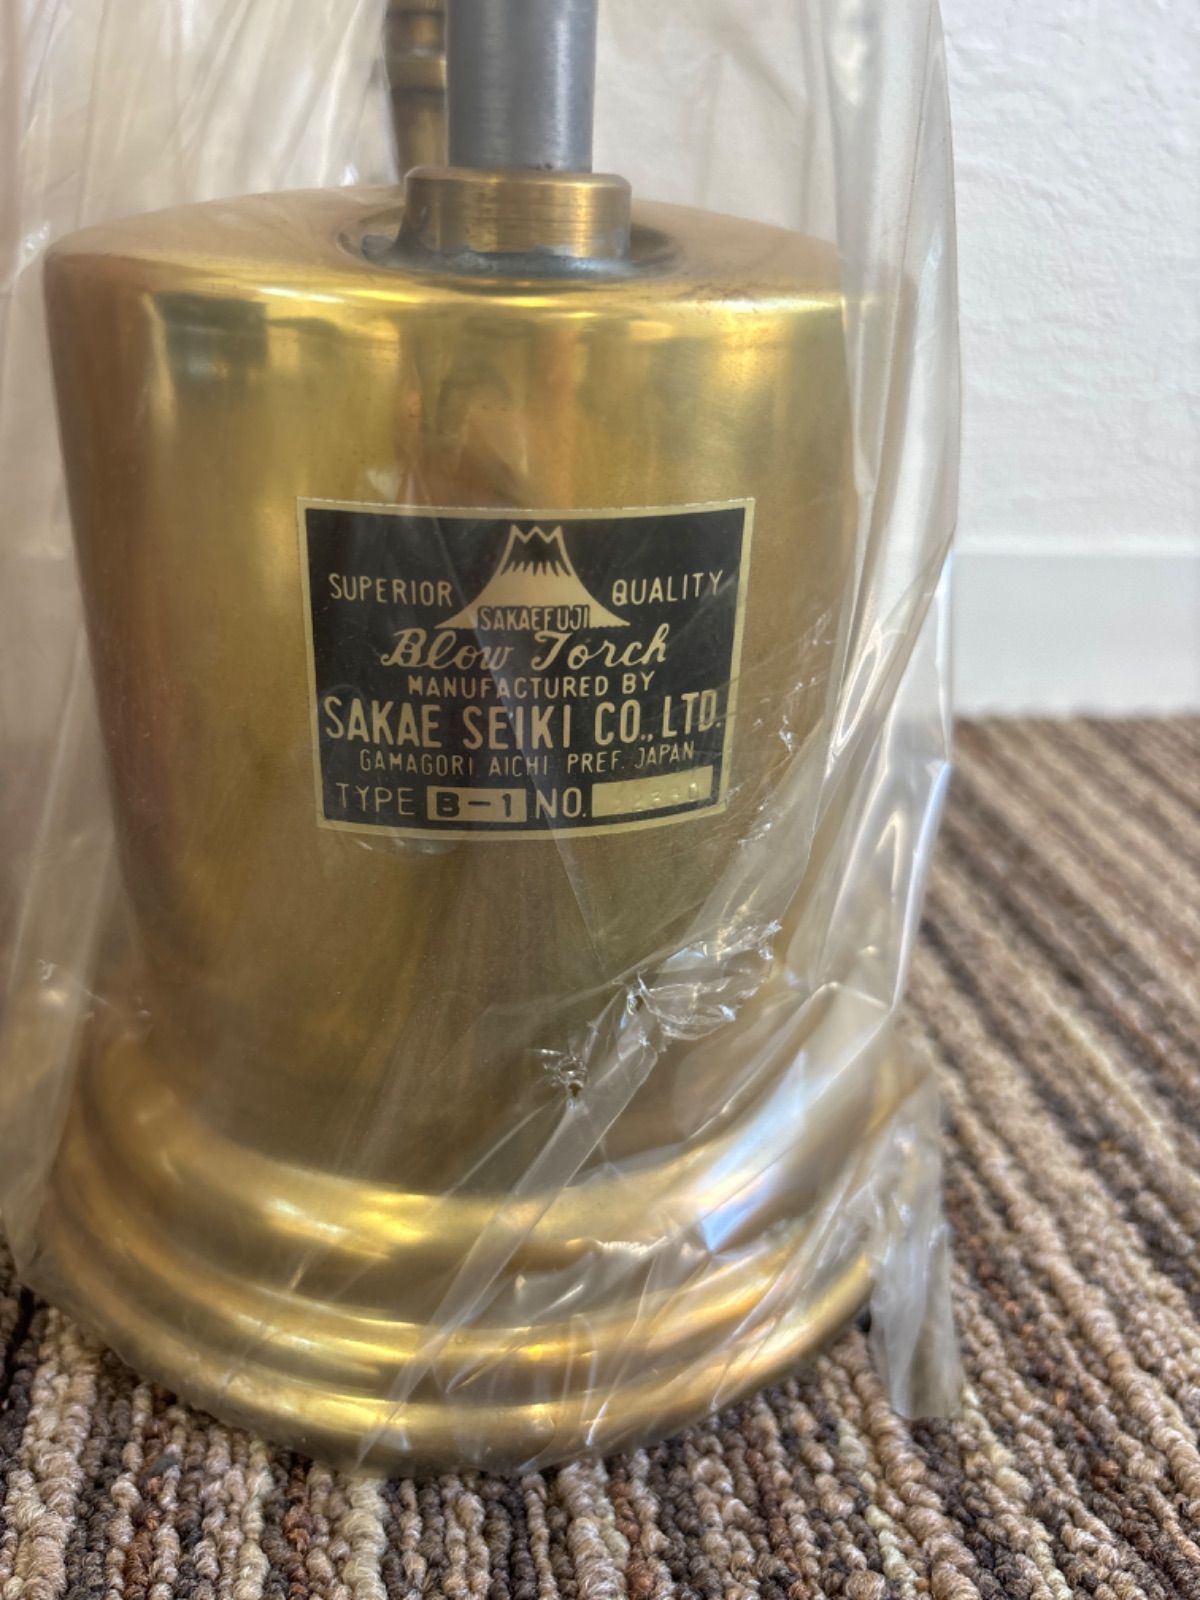 SUPERIOR QUALITY
SAKAEFUJI
Blow Torch
MANUFACTURED BY
SAKAE SEIKI CO., LTD.
GAMAGORI AICHI PREF. JAPAN
TYPE B-1 NO.